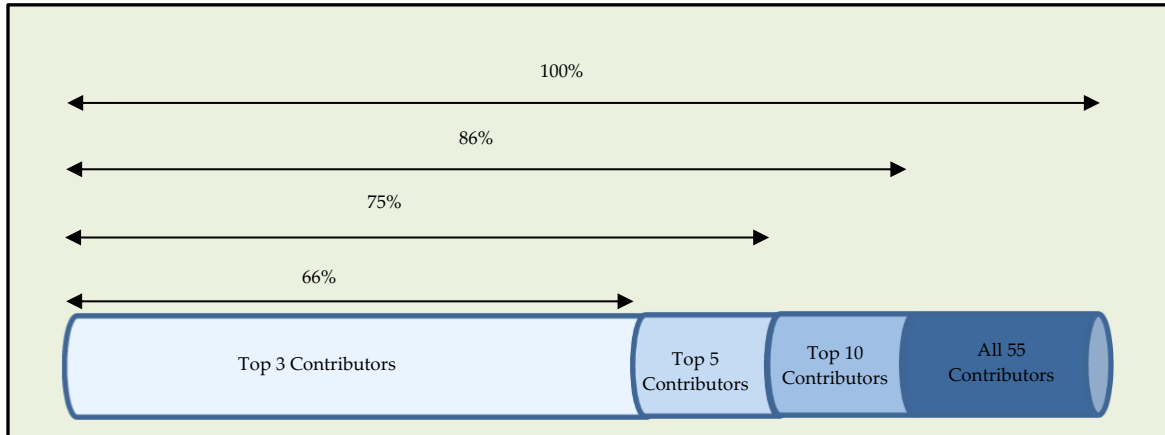 100%
86%
75%
66%
Top 3 Contributors
Top 5
Contributors
Top 10
Contributors
All 55
Contributors